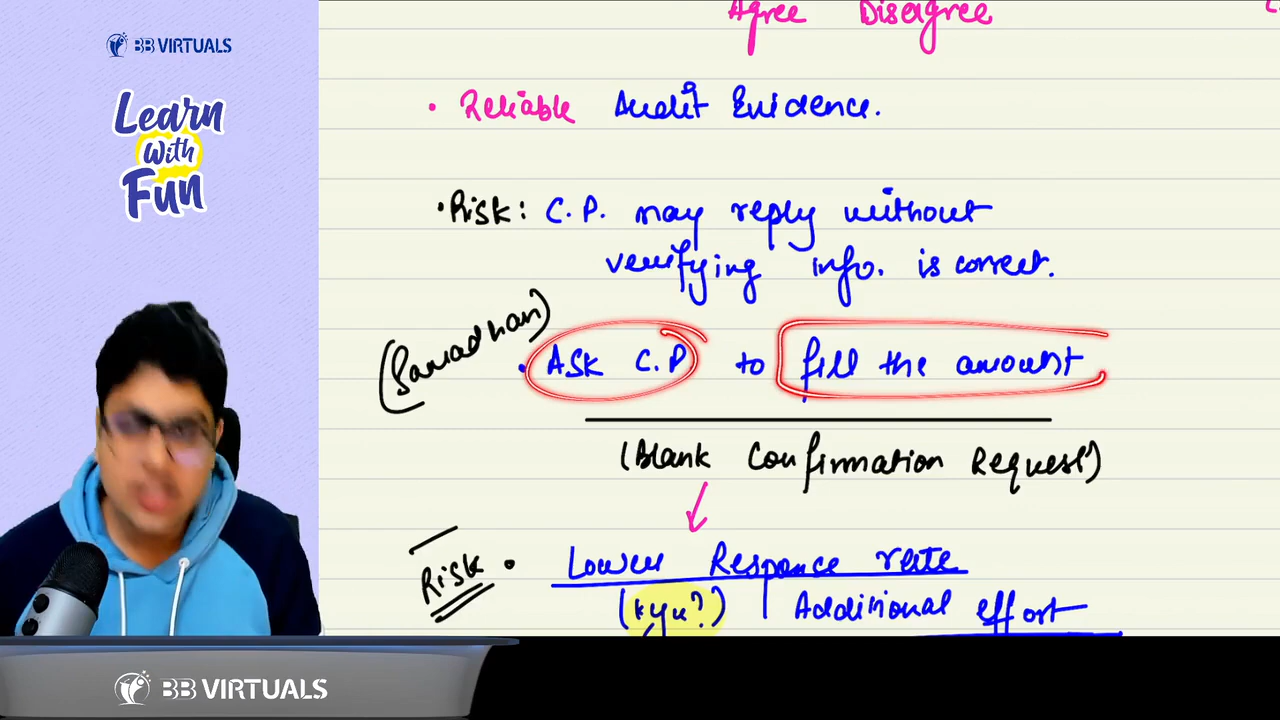 BB VIRTUALS
Learn
With
Fun
Agree Disagree
• Reliable Audit Evidence.
• Risk: C.P. may reply without
verifying info. is correct.
(Samadhan)
• Ask C.P to fill the amount
(Blank Confirmation Request)
Risk • Lower Response rate
(kyu?) Additional effort
BB VIRTUALS